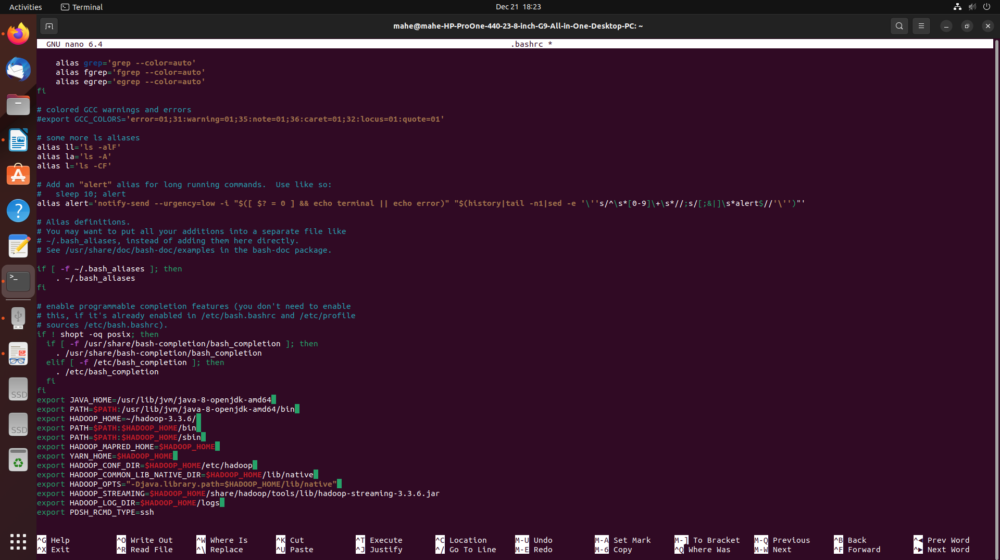 Activities
Terminal
Dec 21 18:23
mahe@mahe-HP-ProOne-440-23-8-inch-G9-All-in-One-Desktop-PC: ~
GNU nano 6.4 .bashrc *
    alias grep='grep --color=auto'
    alias fgrep='fgrep --color=auto'
    alias egrep='egrep --color=auto'
fi
# colored GCC warnings and errors
#export GCC_COLORS='error=01;31:warning=01;35:note=01;36:caret=01;32:locus=01:quote=01'
# some more ls aliases
alias ll='ls -alF'
alias la='ls -A'
alias l='ls -CF'
# Add an "alert" alias for long running commands.  Use like so:
#   sleep 10; alert
alias alert='notify-send --urgency=low -i "$([ $? = 0 ] && echo terminal || echo error)" "$(history|tail -n1|sed -e '\''s/^\s*[0-9]\+\s*//;s/[;&|]\s*alert$//'\'')"'
# Alias definitions.
# You may want to put all your additions into a separate file like
# ~/.bash_aliases, instead of adding them here directly.
# See /usr/share/doc/bash-doc/examples in the bash-doc package.
if [ -f ~/.bash_aliases ]; then
    . ~/.bash_aliases
fi
# enable programmable completion features (you don't need to enable
# this, if it's already enabled in /etc/bash.bashrc and /etc/profile
# sources /etc/bash.bashrc).
if ! shopt -oq posix; then
  if [ -f /usr/share/bash-completion/bash_completion ]; then
    . /usr/share/bash-completion/bash_completion
  elif [ -f /etc/bash_completion ]; then
    . /etc/bash_completion
  fi
fi
export JAVA_HOME=/usr/lib/jvm/java-8-openjdk-amd64
export PATH=$PATH:/usr/lib/jvm/java-8-openjdk-amd64/bin
export HADOOP_HOME=~/hadoop-3.3.6/
export PATH=$PATH:$HADOOP_HOME/bin
export PATH=$PATH:$HADOOP_HOME/sbin
export HADOOP_MAPRED_HOME=$HADOOP_HOME
export YARN_HOME=$HADOOP_HOME
export HADOOP_CONF_DIR=$HADOOP_HOME/etc/hadoop
export HADOOP_COMMON_LIB_NATIVE_DIR=$HADOOP_HOME/lib/native
export HADOOP_OPTS="-Djava.library.path=$HADOOP_HOME/lib/native"
export HADOOP_STREAMING=$HADOOP_HOME/share/hadoop/tools/lib/hadoop-streaming-3.3.6.jar
export HADOOP_LOG_DIR=$HADOOP_HOME/logs
export PDSH_RCMD_TYPE=ssh
SSD
SSD
^G Help ^O Write Out ^W Where Is ^K Cut ^T Execute ^C Location M-U Undo M-A Set Mark M-] To Bracket M-Q Previous ^B Back ^◀ Prev Word
^X Exit ^R Read File ^\ Replace ^U Paste ^J Justify ^/ Go To Line M-E Redo M-6 Copy ^Q Where Was M-W Next ^F Forward ^▶ Next Word